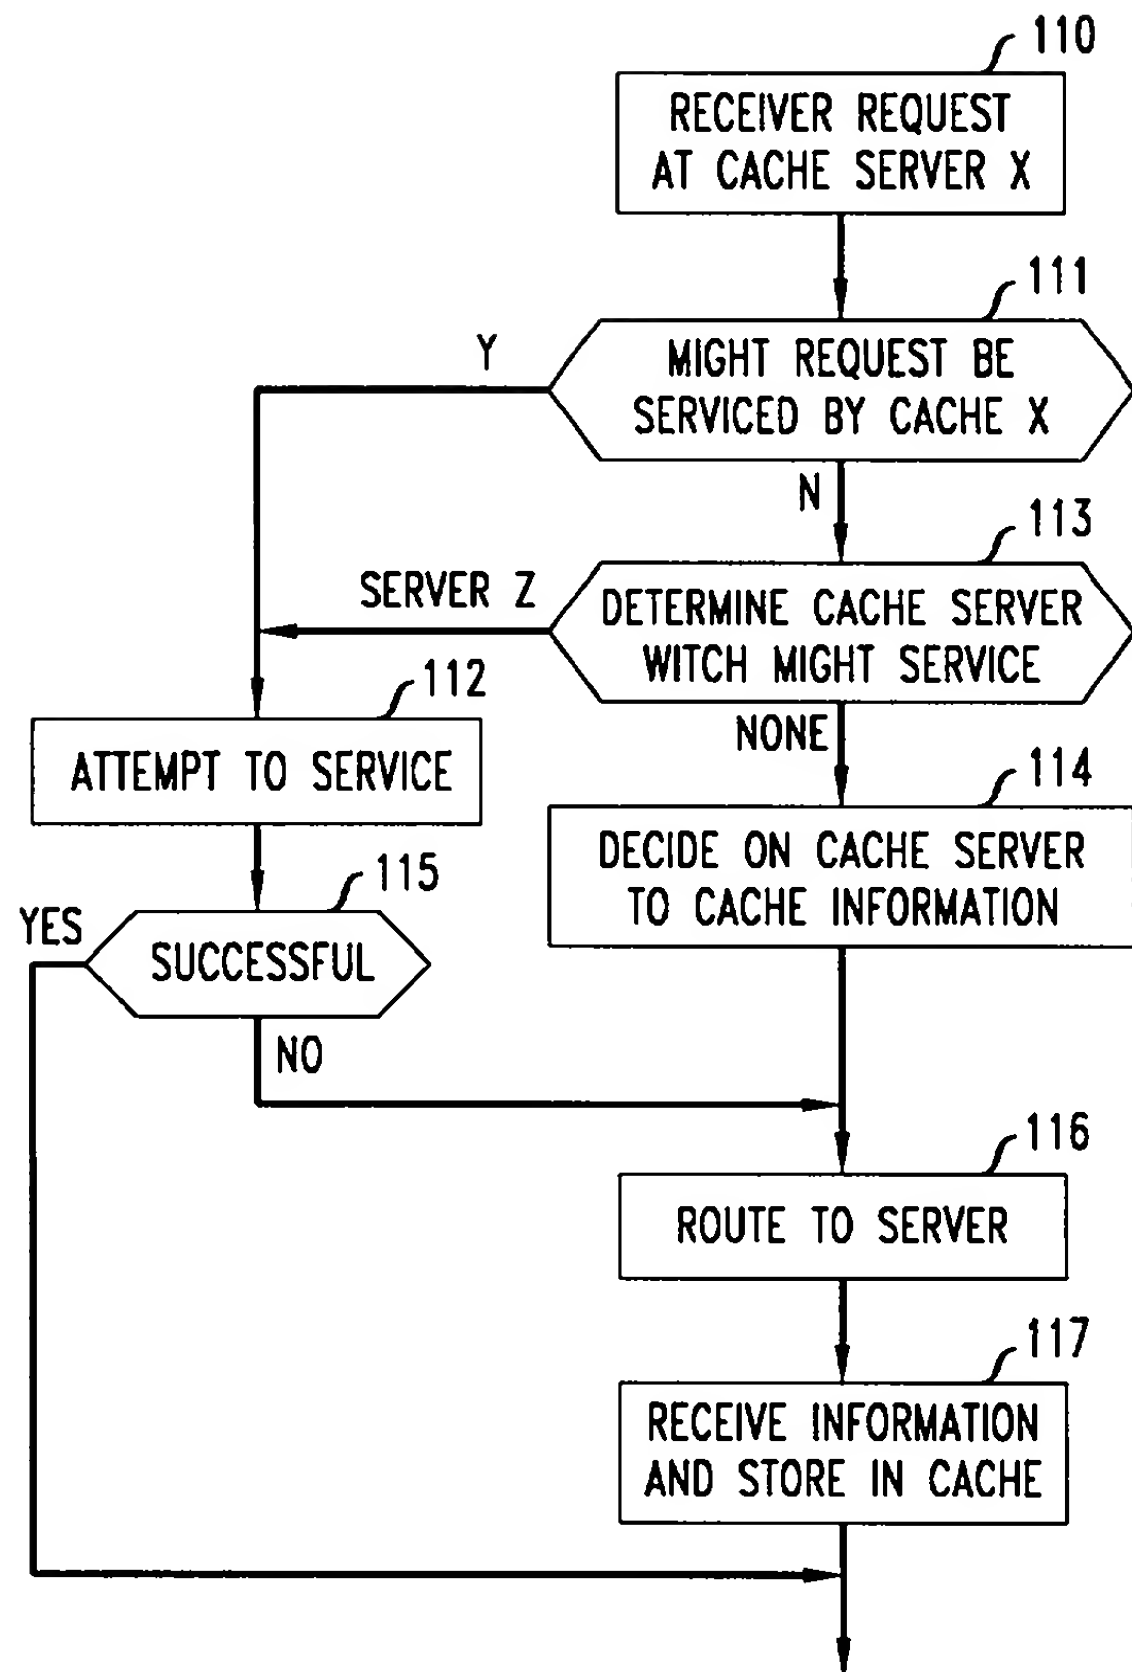 110
RECEIVER REQUEST
AT CACHE SERVER X
111
MIGHT REQUEST BE
SERVICED BY CACHE X
Y
N
113
DETERMINE CACHE SERVER
WITCH MIGHT SERVICE
SERVER Z
NONE
112
ATTEMPT TO SERVICE
114
DECIDE ON CACHE SERVER
TO CACHE INFORMATION
115
SUCCESSFUL
YES
NO
116
ROUTE TO SERVER
117
RECEIVE INFORMATION
AND STORE IN CACHE